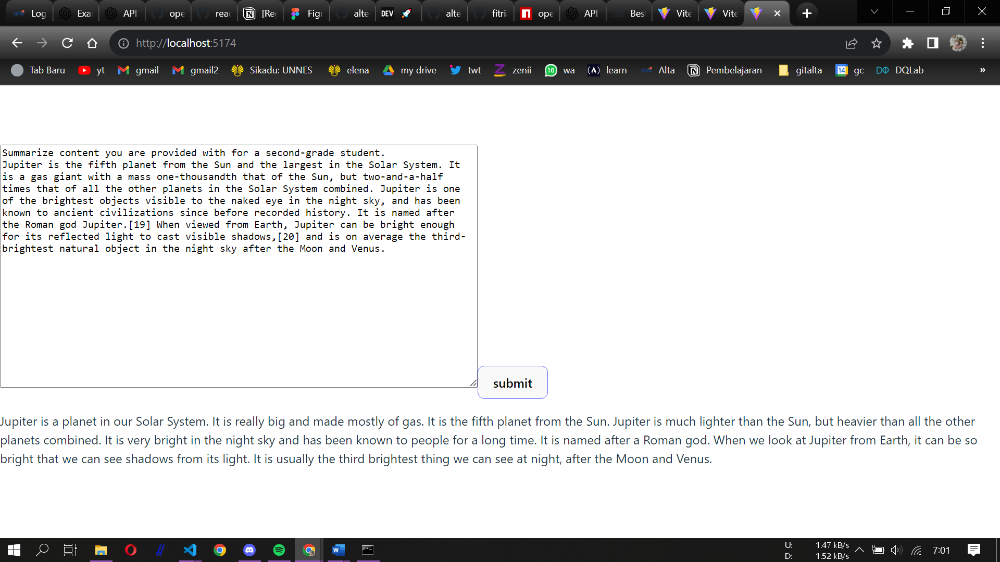 Log
Exa
API
ope
reac
[Re
Figr
alte
DEV
alte
fitri
ope
API
Bes
Vite
Vite
http://localhost:5174
Tab Baru
yt
gmail
gmail2
Sikadu: UNNES
elena
my drive
twt
zenii
10
wa
learn
Alta
Pembelajaran
gitalta
14
gc
DQLab
»
Summarize content you are provided with for a second-grade student.
Jupiter is the fifth planet from the Sun and the largest in the Solar System. It
is a gas giant with a mass one-thousandth that of the Sun, but two-and-a-half
times that of all the other planets in the Solar System combined. Jupiter is one
of the brightest objects visible to the naked eye in the night sky, and has been
known to ancient civilizations since before recorded history. It is named after
the Roman god Jupiter.[19] When viewed from Earth, Jupiter can be bright enough
for its reflected light to cast visible shadows,[20] and is on average the third-
brightest natural object in the night sky after the Moon and Venus.
submit
Jupiter is a planet in our Solar System. It is really big and made mostly of gas. It is the fifth planet from the Sun. Jupiter is much lighter than the Sun, but heavier than all the other
planets combined. It is very bright in the night sky and has been known to people for a long time. It is named after a Roman god. When we look at Jupiter from Earth, it can be so
bright that we can see shadows from its light. It is usually the third brightest thing we can see at night, after the Moon and Venus.
U: 1.47 kB/s
D: 1.52 kB/s
7:01